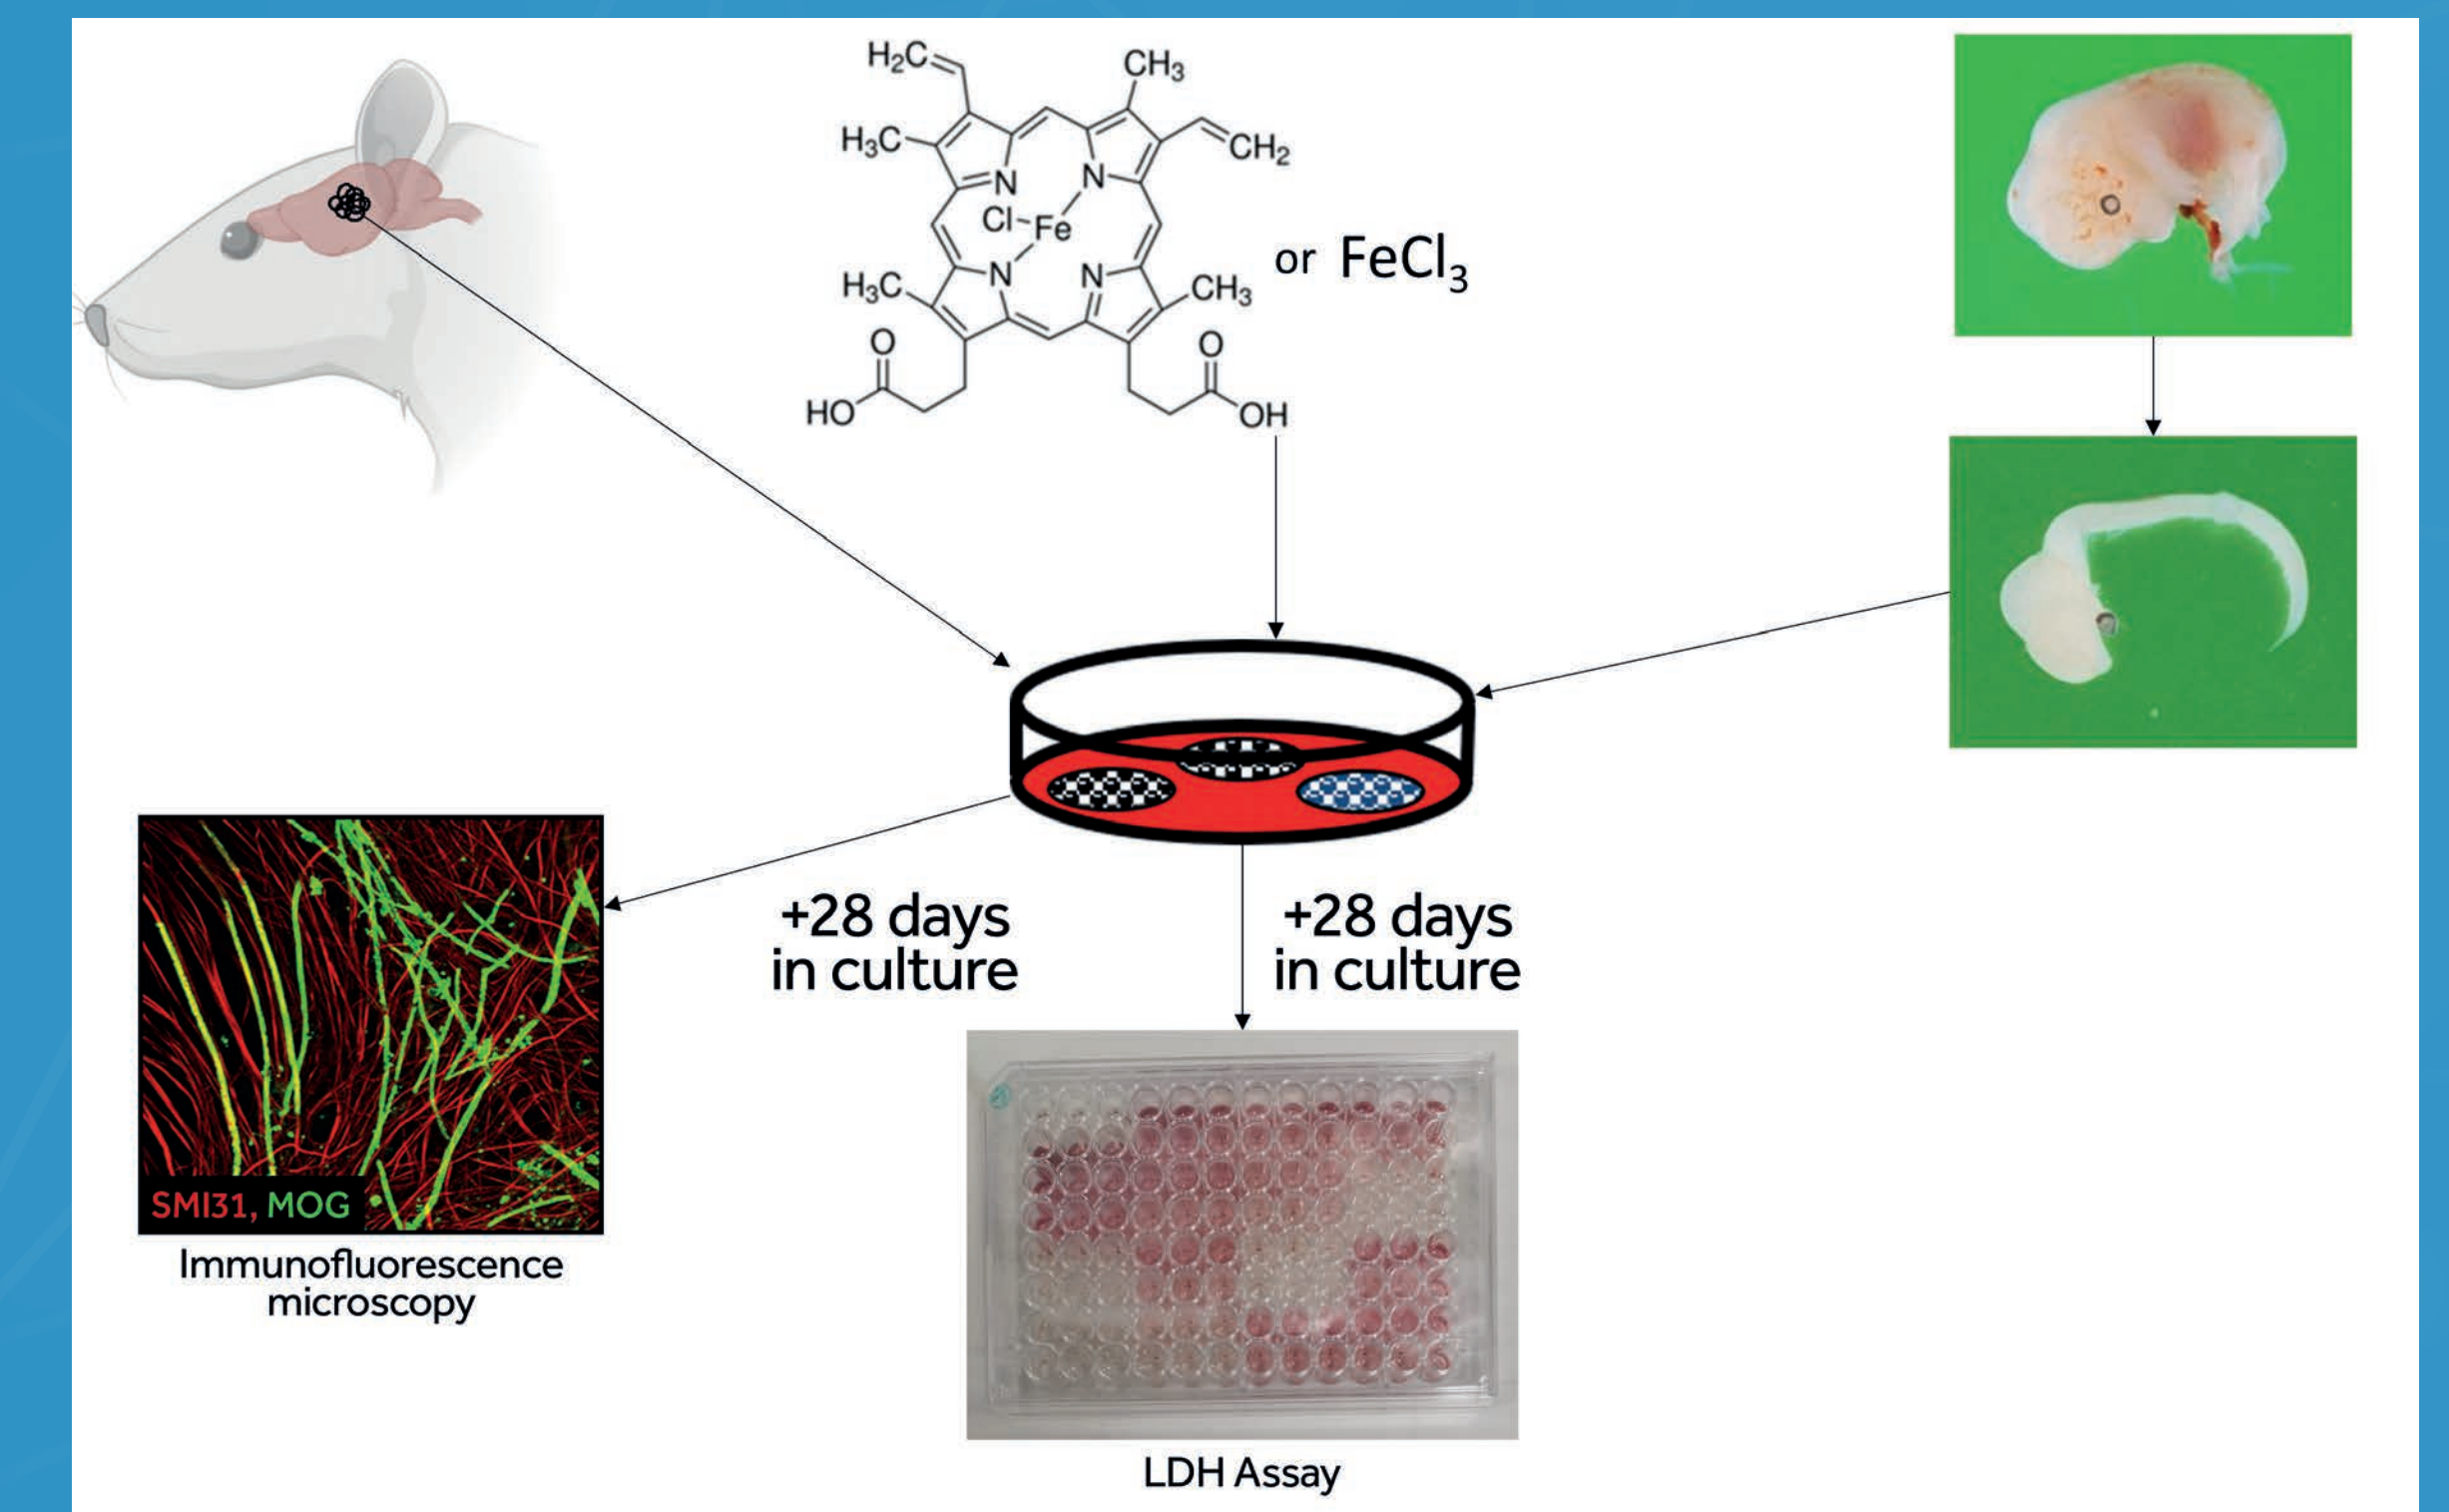 H₂C
CH₃
H₃C
CH₂
N
N
Cl
Fe
or FeCl₃
N
N
H₃C
CH₃
O
O
HO
OH
+28 days
in culture
+28 days
in culture
SMI31, MOG
Immunofluorescence
microscopy
LDH Assay